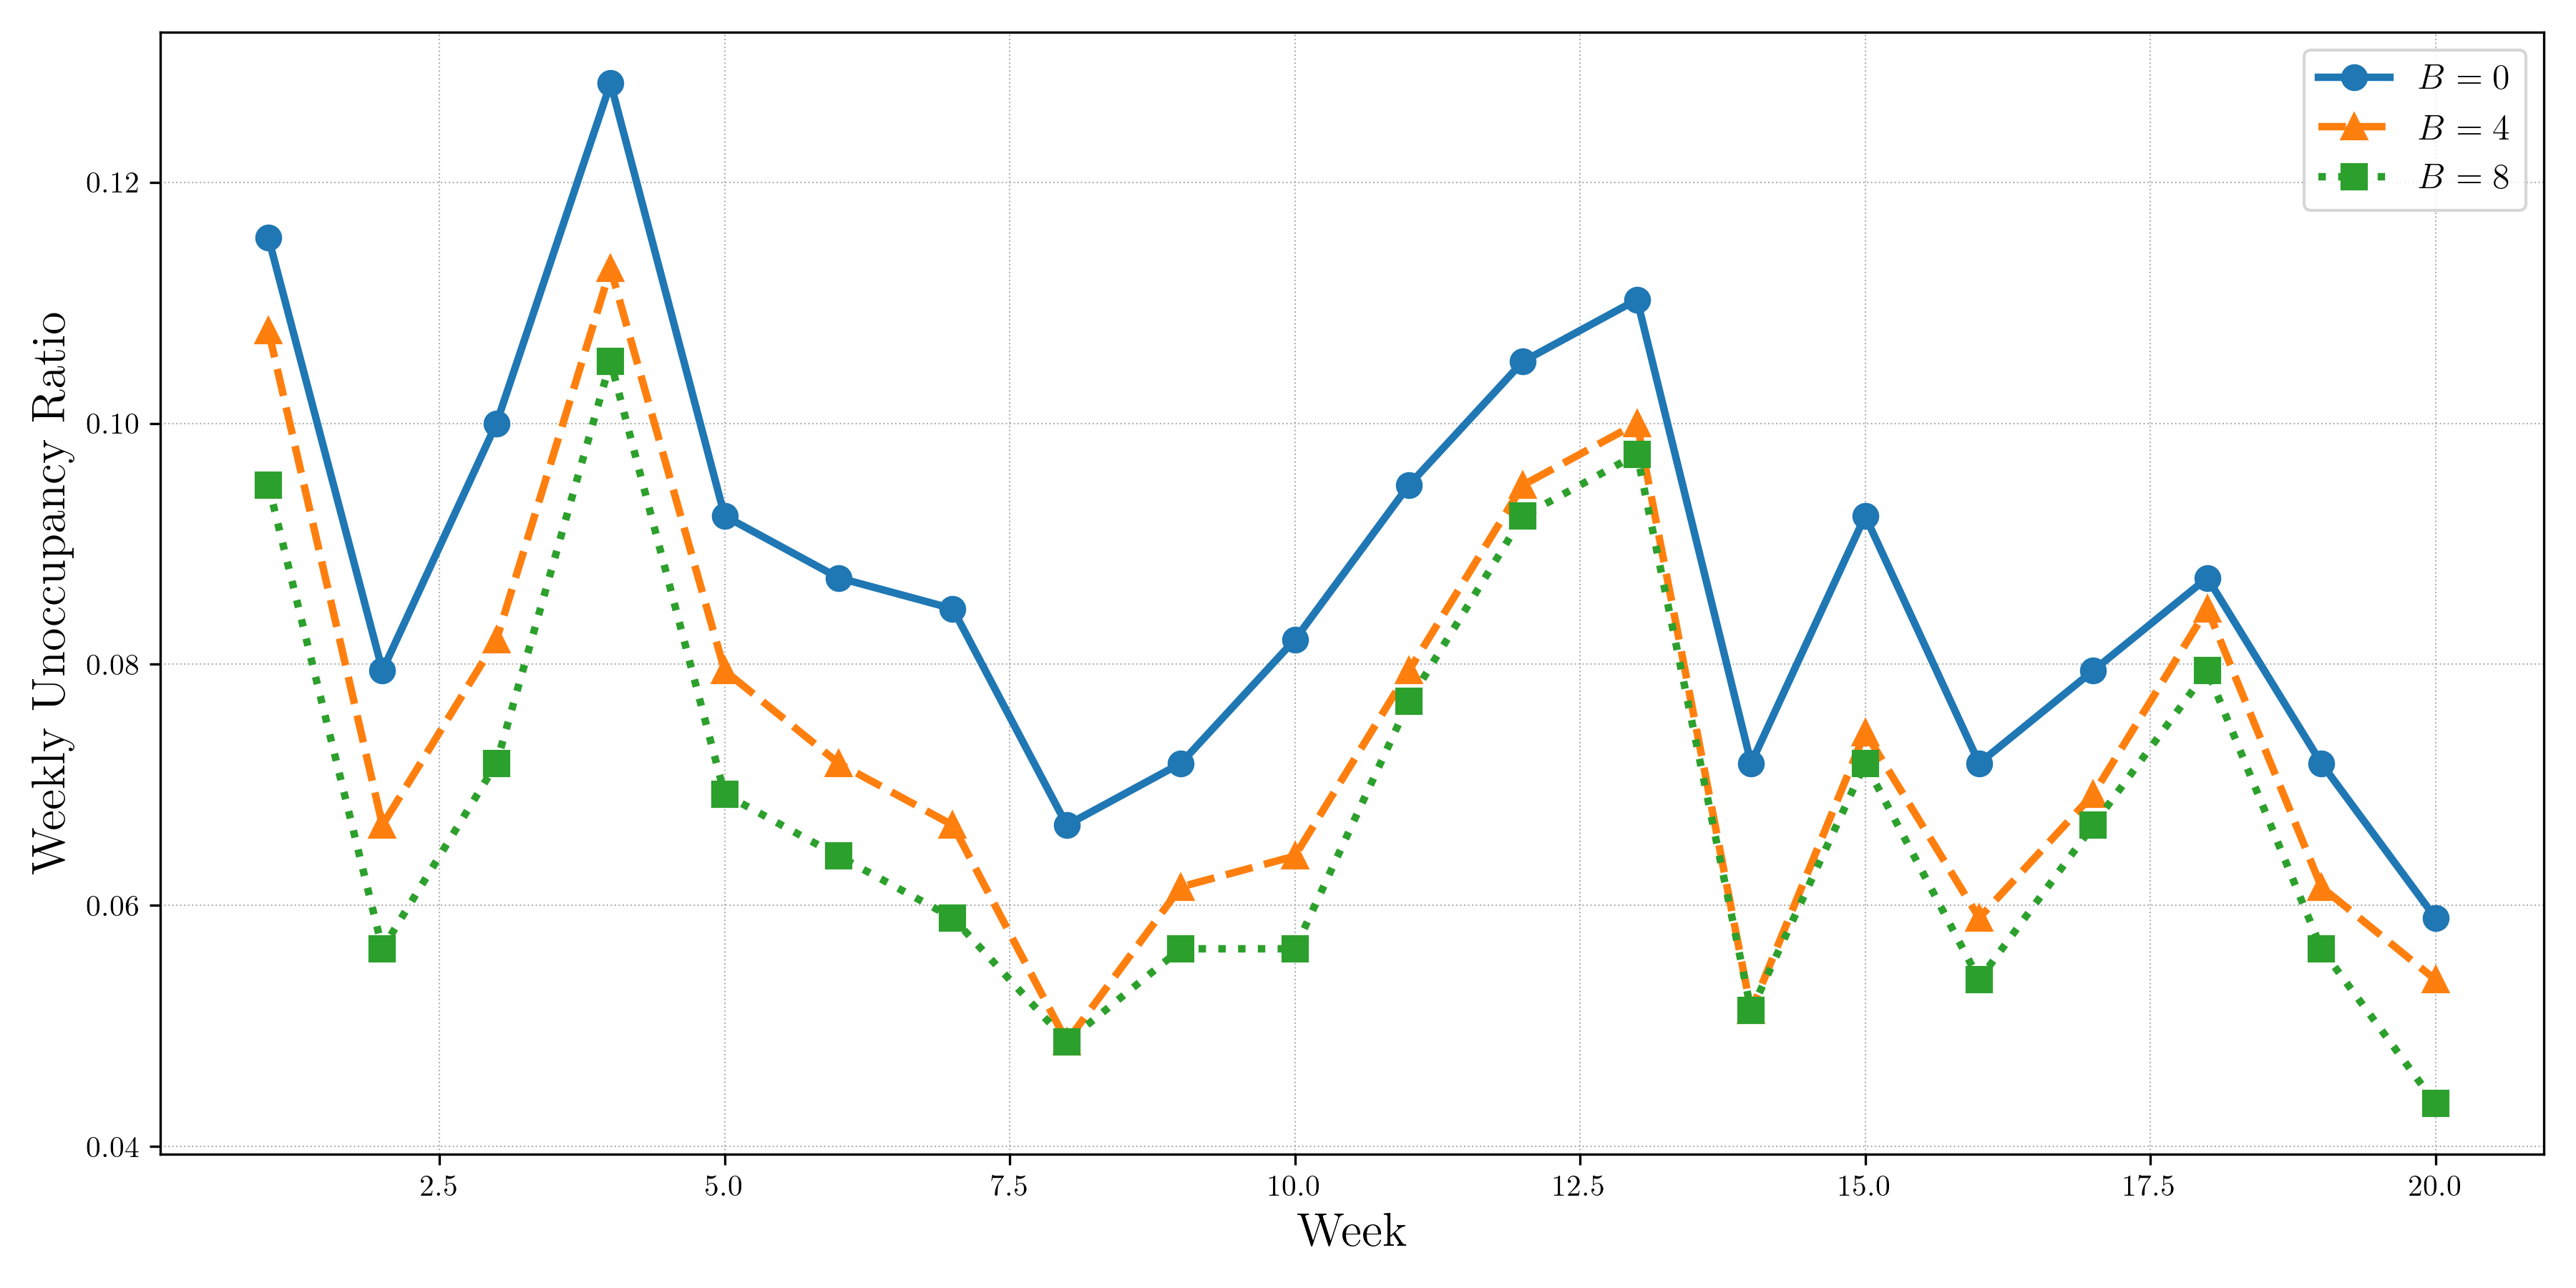 Weekly Unoccupancy Ratio
0.12
0.10
0.08
0.06
0.04
B = 0
B = 4
B = 8
2.5 5.0 7.5 10.0 12.5 15.0 17.5 20.0
Week